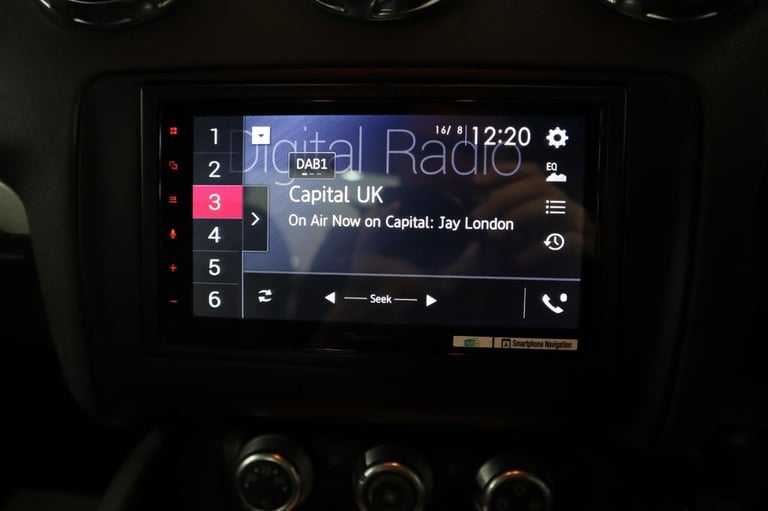 Digital Radio
16/ 8 12:20
1
2
3
4
5
6
DAB1
Capital UK
On Air Now on Capital: Jay London
EQ
Seek
Pioneer
Smartphone Navigation